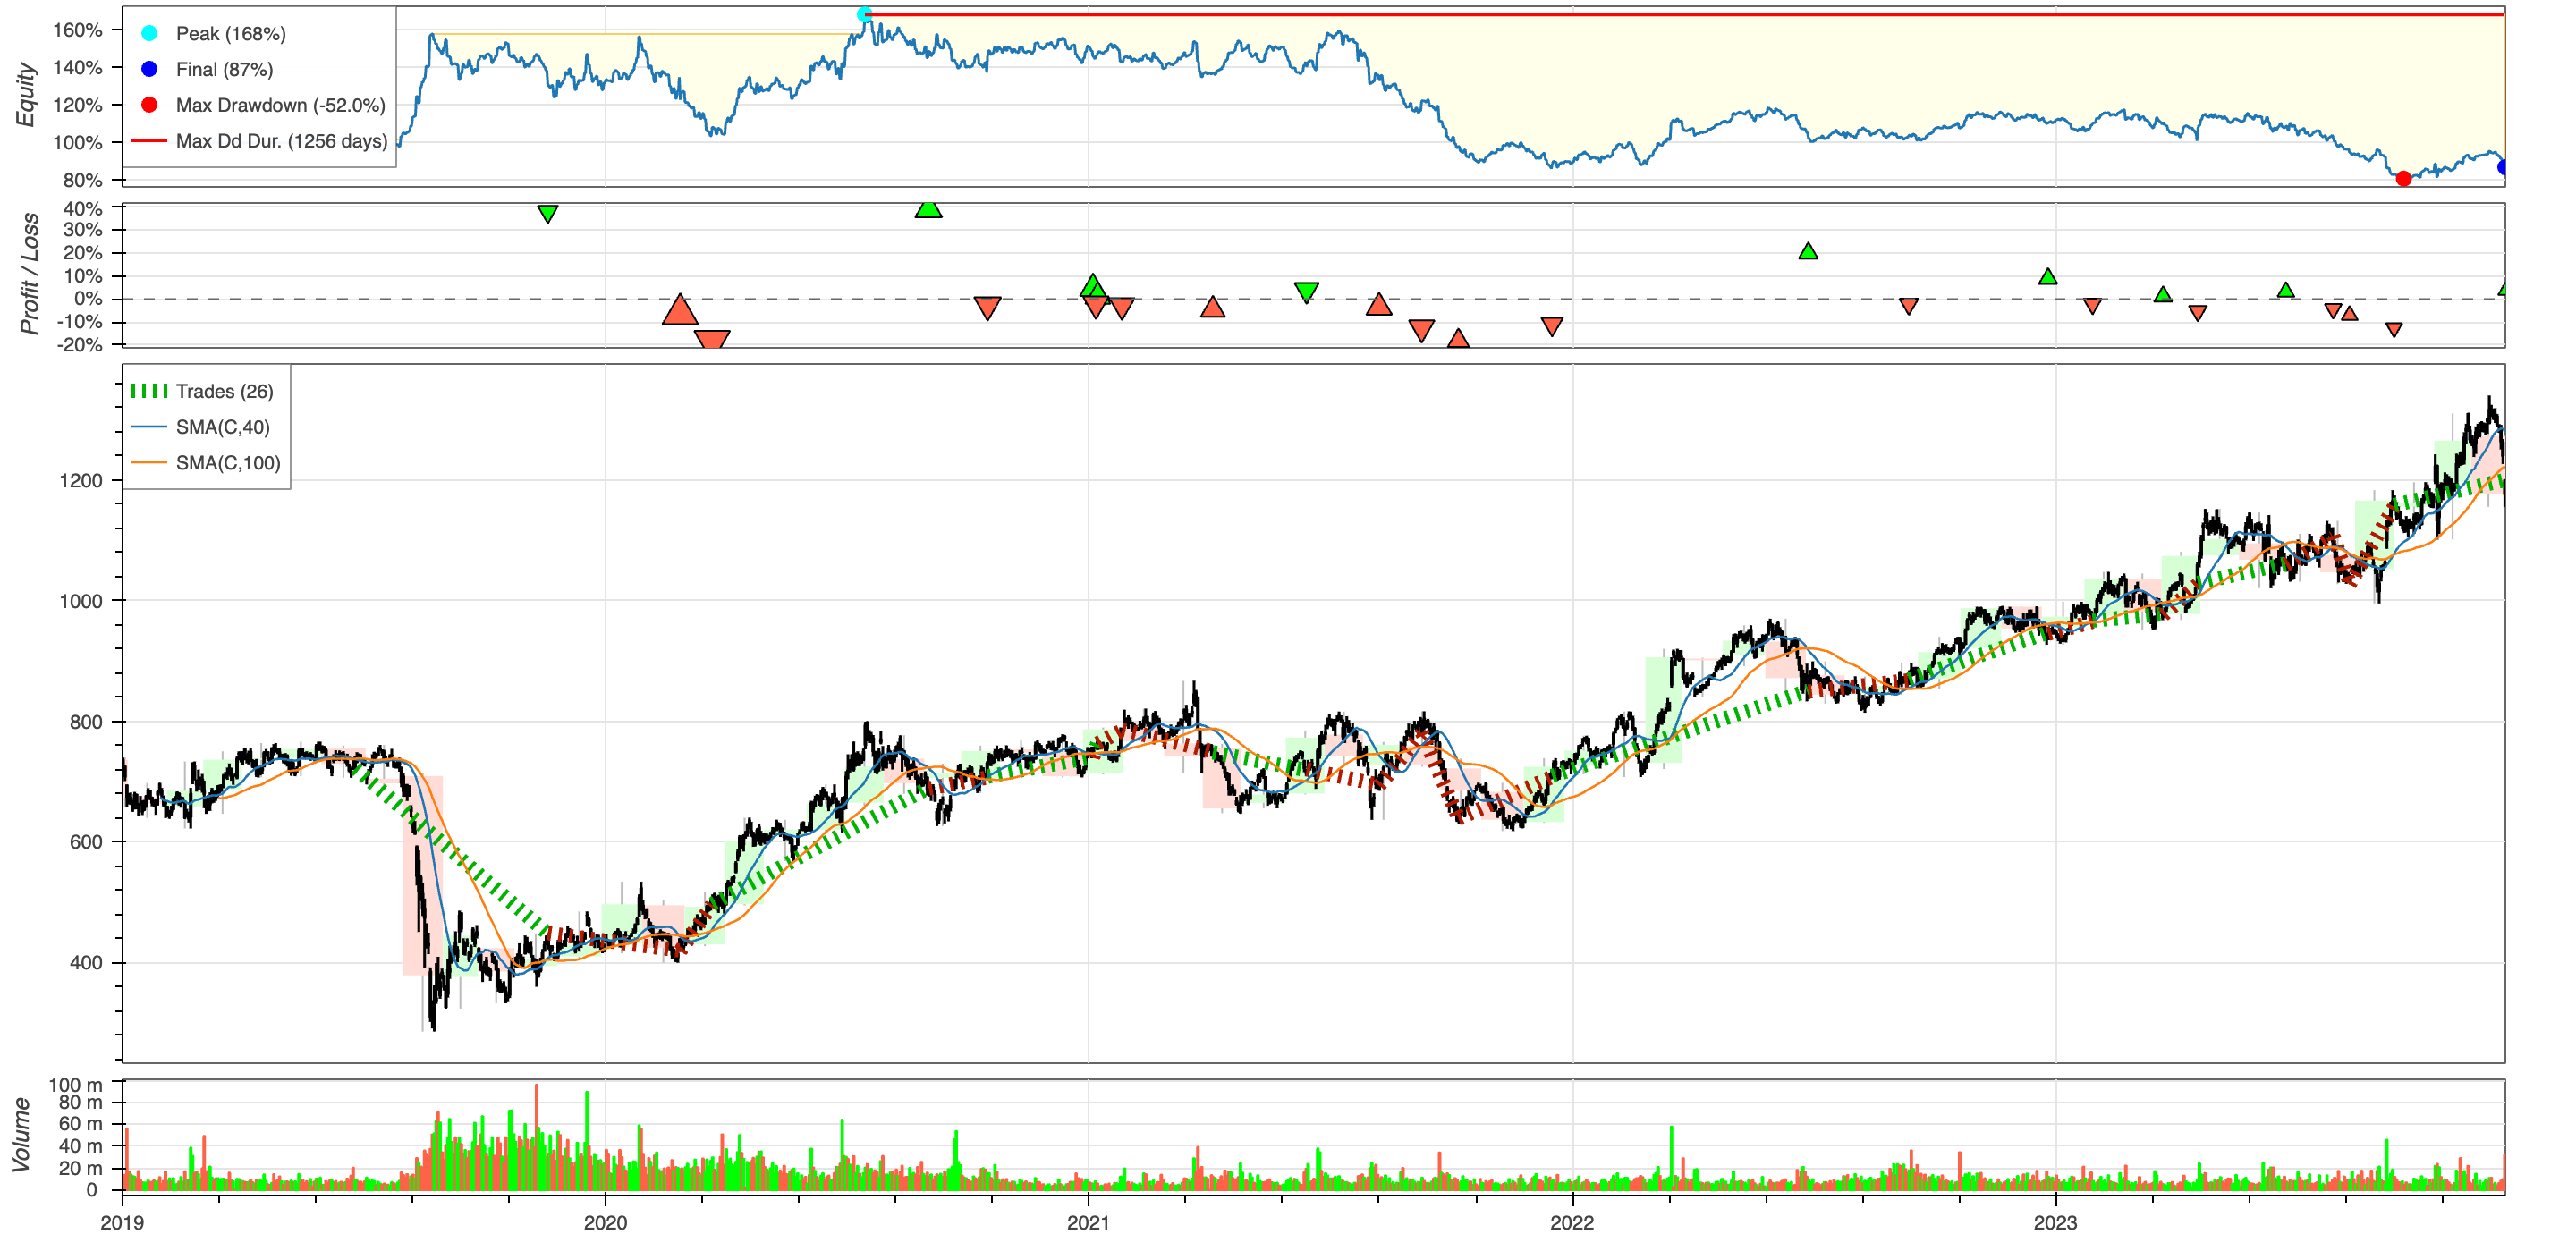 Equity
160%
140%
120%
100%
80%
Peak (168%)
Final (87%)
Max Drawdown (-52.0%)
Max Dd Dur. (1256 days)
Profit / Loss
40%
30%
20%
10%
0%
-10%
-20%
Trades (26)
SMA(C,40)
SMA(C,100)
1200
1000
800
600
400
Volume
100 m
80 m
60 m
40 m
20 m
0
2019
2020
2021
2022
2023